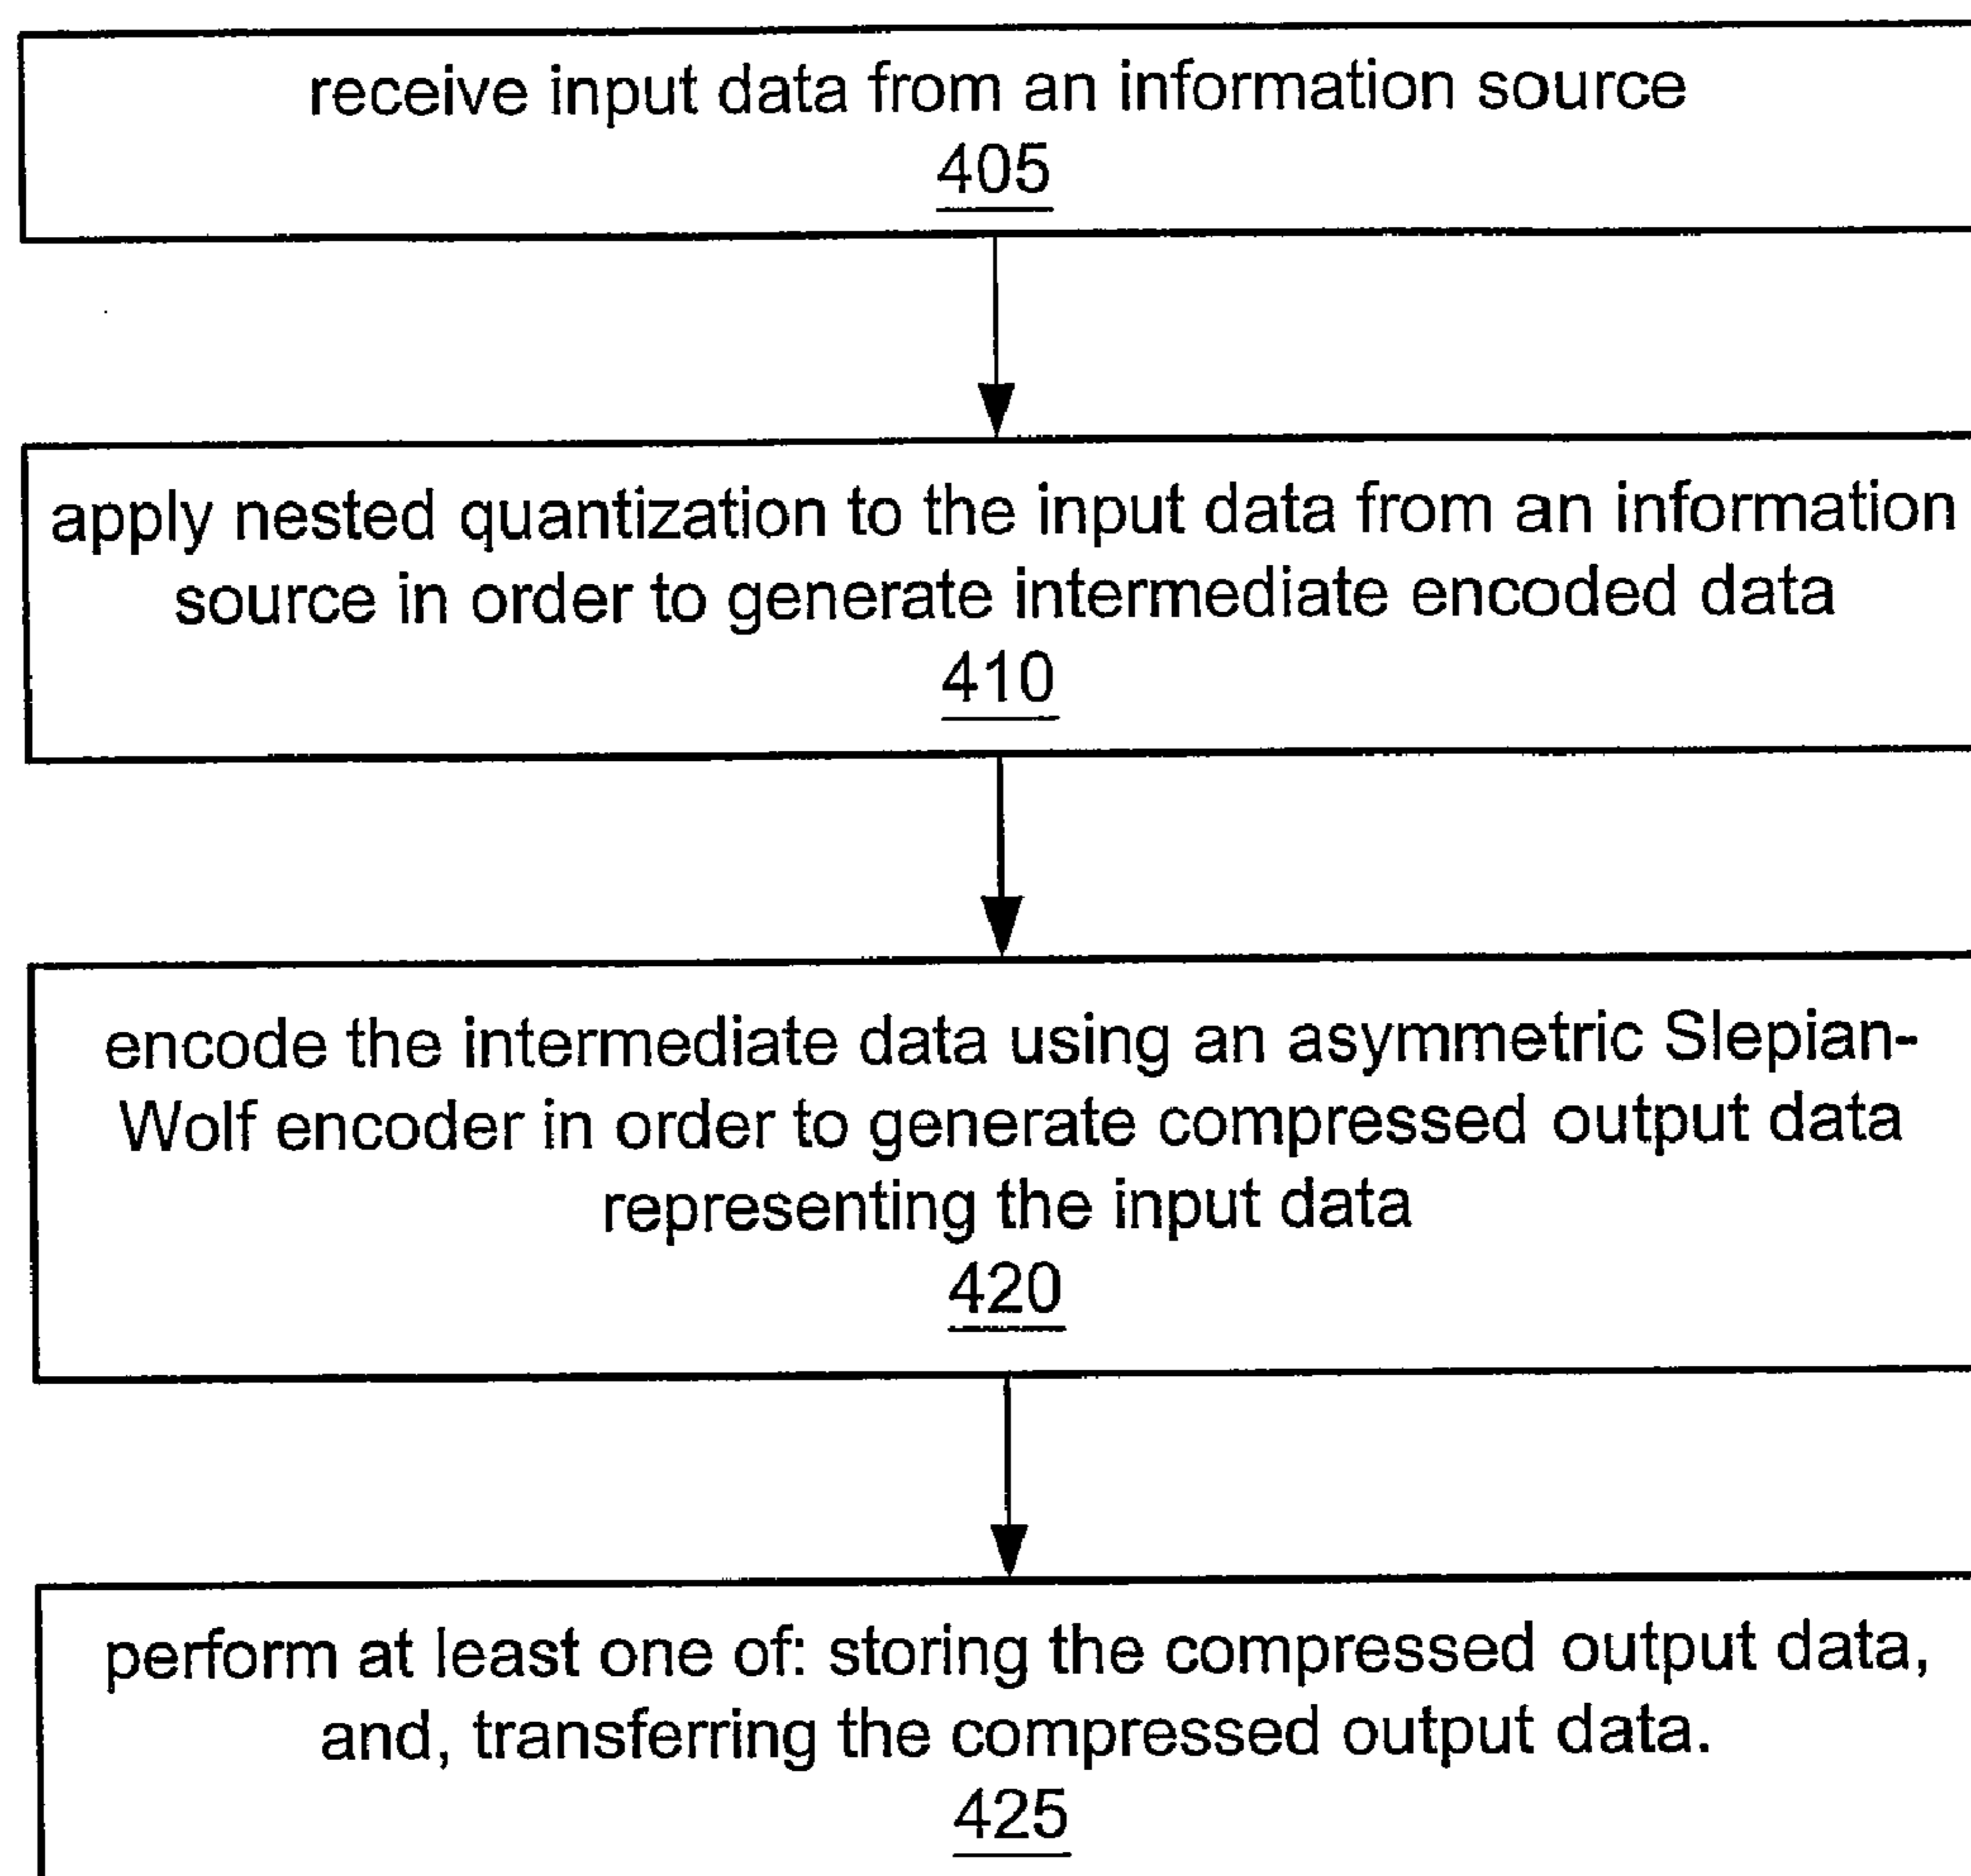 receive input data from an information source
405
apply nested quantization to the input data from an information
source in order to generate intermediate encoded data
410
encode the intermediate data using an asymmetric Slepian-
Wolf encoder in order to generate compressed output data
representing the input data
420
perform at least one of: storing the compressed output data,
and, transferring the compressed output data.
425